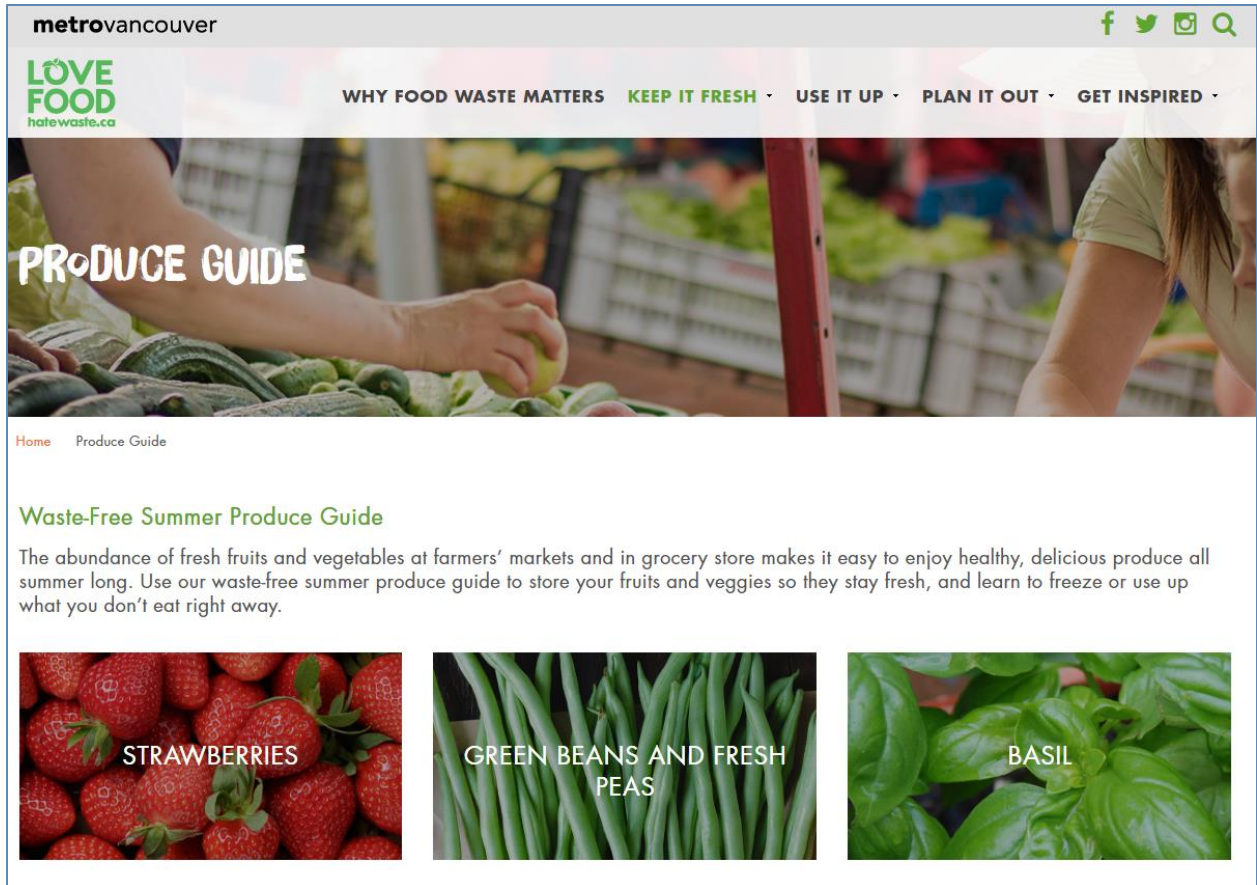 metrovancouver
LOVE
FOOD
hatewaste.ca
WHY FOOD WASTE MATTERS KEEP IT FRESH USE IT UP PLAN IT OUT GET INSPIRED
PRODUCE GUIDE
Home Produce Guide
Waste-Free Summer Produce Guide
The abundance of fresh fruits and vegetables at farmers’ markets and in grocery store makes it easy to enjoy healthy, delicious produce all
summer long. Use our waste-free summer produce guide to store your fruits and veggies so they stay fresh, and learn to freeze or use up
what you don’t eat right away.
STRAWBERRIES
GREEN BEANS AND FRESH
PEAS
BASIL